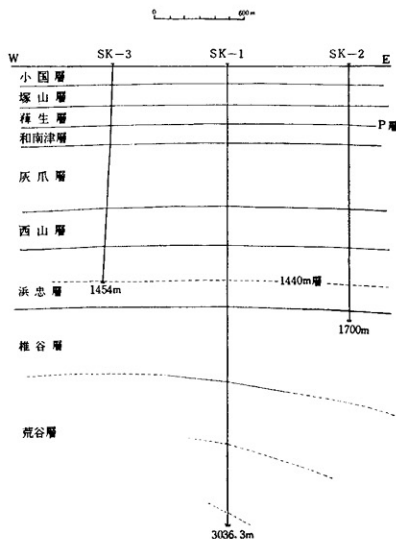 0 600m
W SK-3 SK-1 SK-2 E
小国層
塚山層
薭生層
P層
和南津層
灰爪層
西山層
1440m層
浜忠層
1454m
1700m
椎谷層
荒谷層
3036.3m